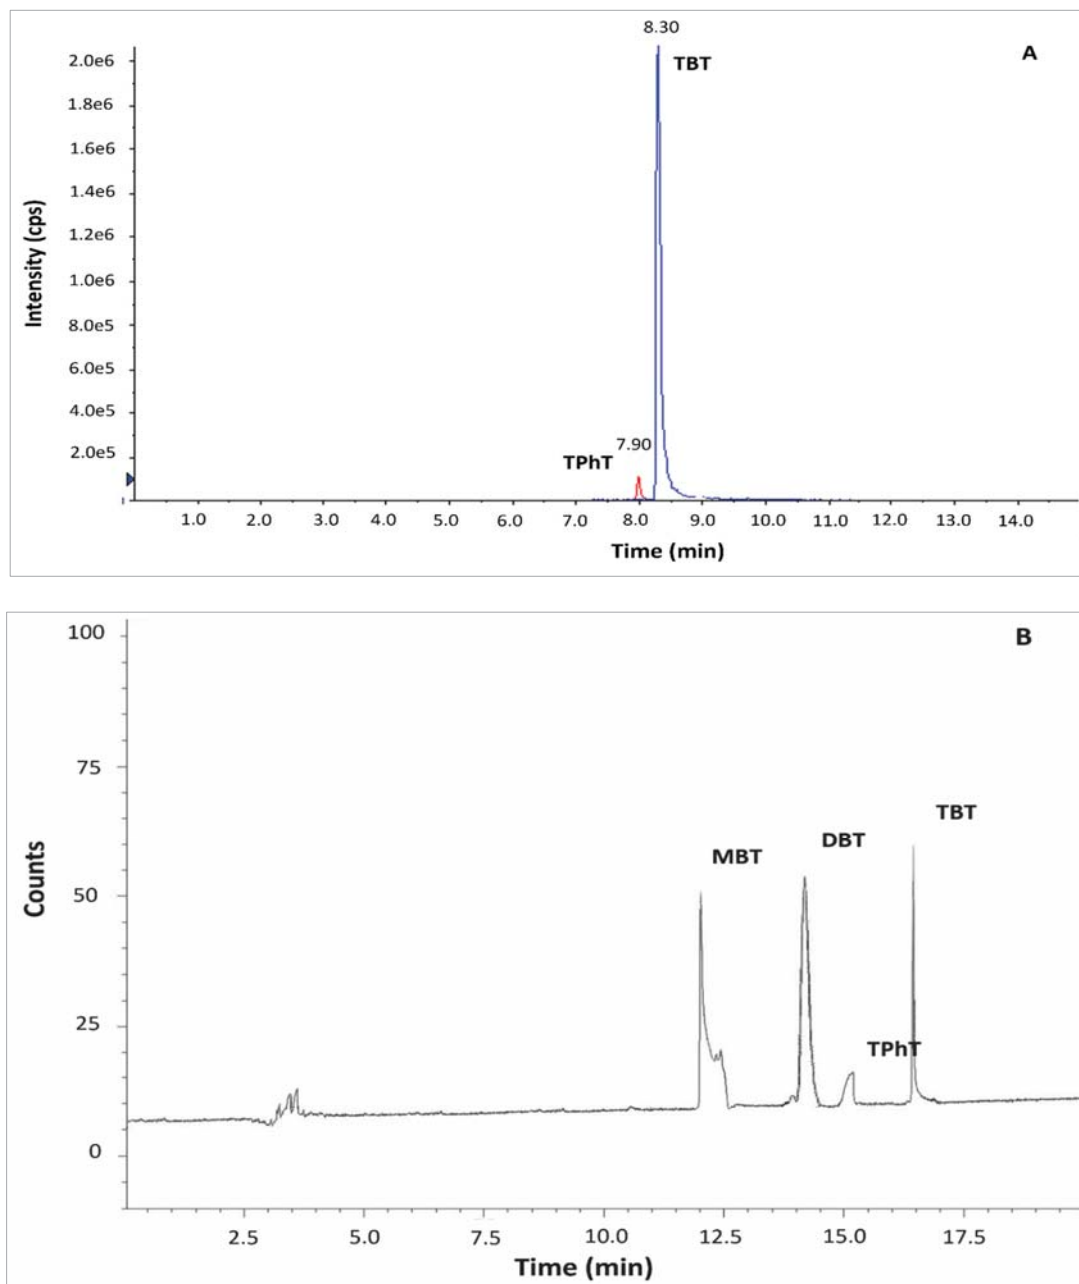 8.30
A
TBT
2.0e6
1.8e6
1.6e6
1.4e6
1.2e6
1.0e6
8.0e5
6.0e5
4.0e5
2.0e5
Intensity (cps)
7.90
TPhT
1.0 2.0 3.0 4.0 5.0 6.0 7.0 8.0 9.0 10.0 11.0 12.0 13.0 14.0
Time (min)
B
100
75
50
25
0
Counts
TBT
DBT
MBT
TPhT
2.5 5.0 7.5 10.0 12.5 15.0 17.5
Time (min)